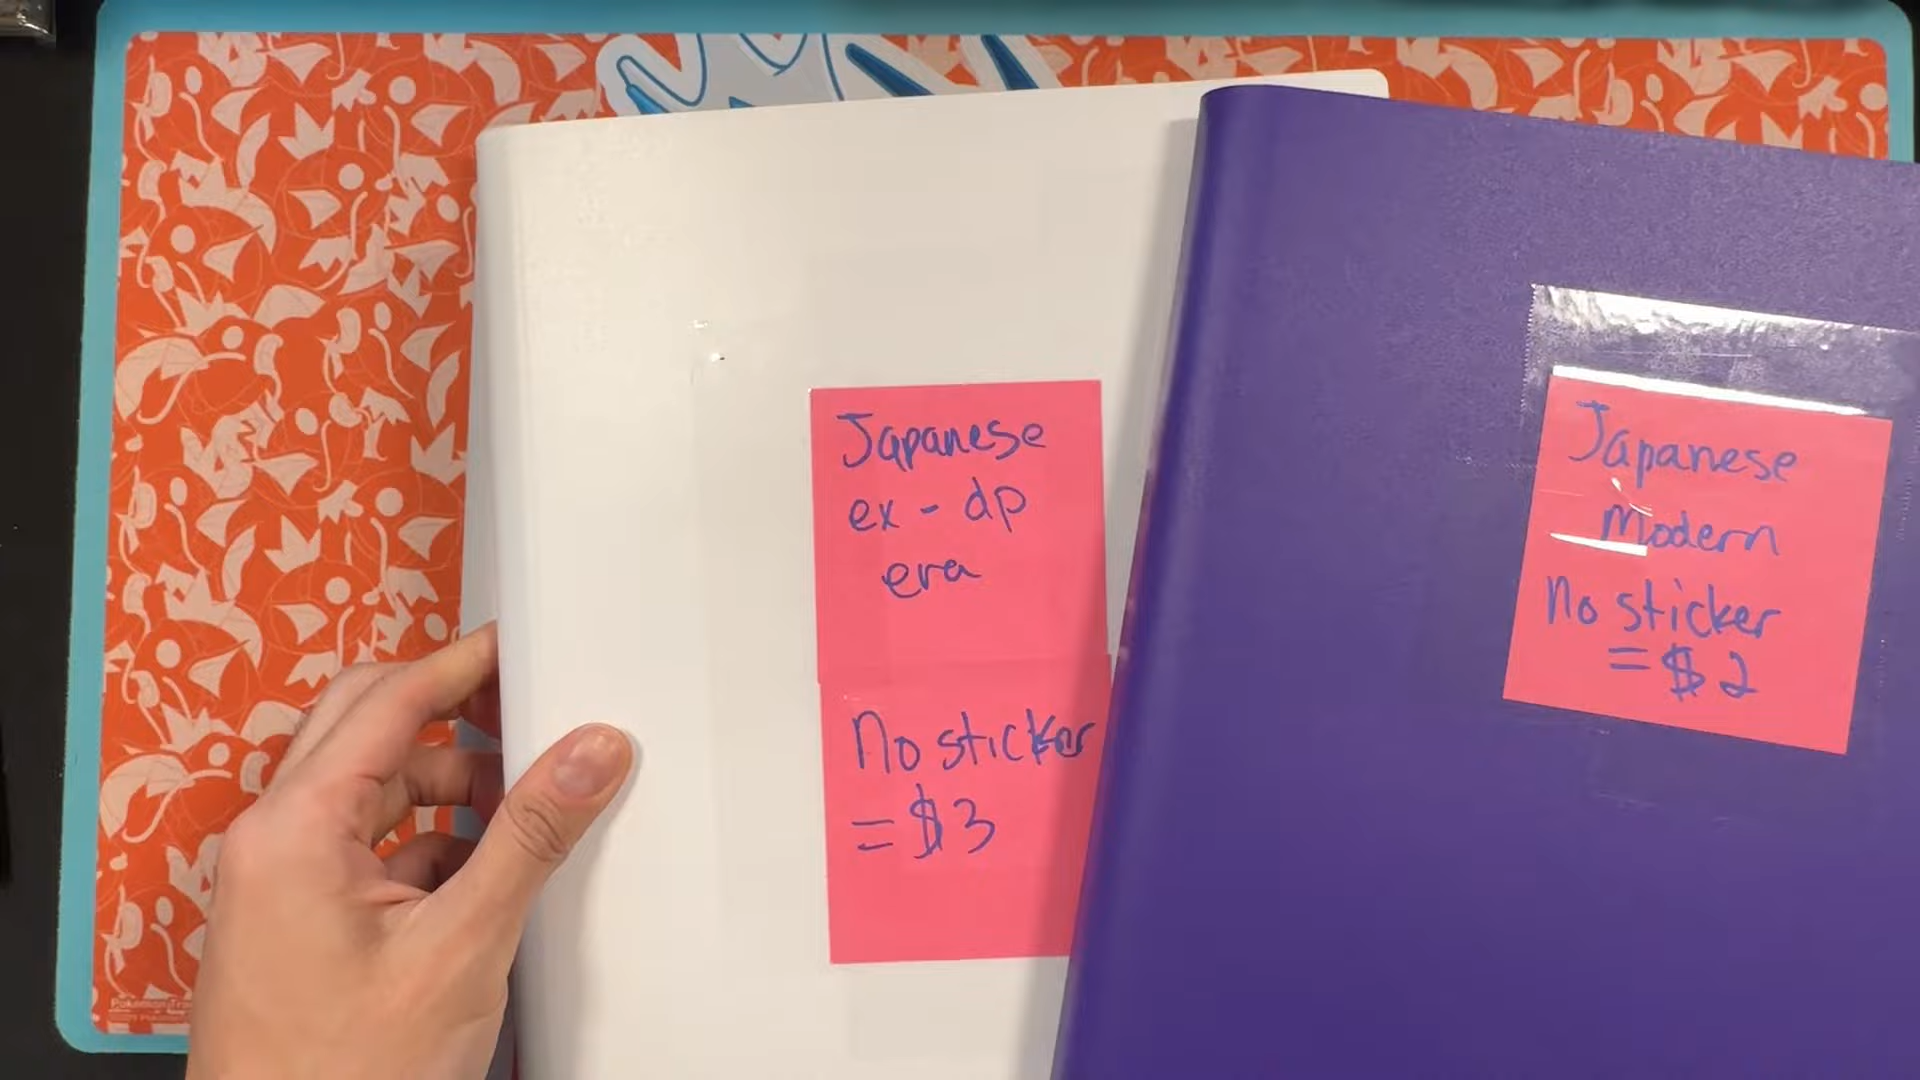 Japanese
ex - dp
era
No sticker
= $3
Japanese
Modern
No sticker
= $2